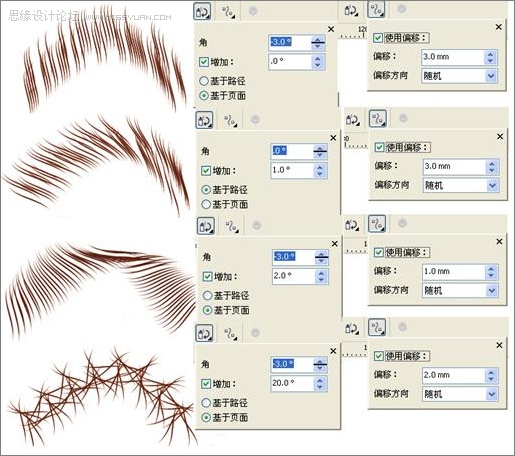 思缘设计论坛 WWW.MISSYUAN.COM
角 -3.0 °
增加： .0 °
基于路径
基于页面
120
使用偏移：
偏移： 3.0 mm
偏移方向 随机
角 .0 °
增加： 1.0 °
基于路径
基于页面
使用偏移：
偏移： 3.0 mm
偏移方向 随机
角 -3.0 °
增加： 2.0 °
基于路径
基于页面
使用偏移：
偏移： 1.0 mm
偏移方向 随机
角 -3.0 °
增加： 20.0 °
基于路径
基于页面
使用偏移：
偏移： 2.0 mm
偏移方向 随机